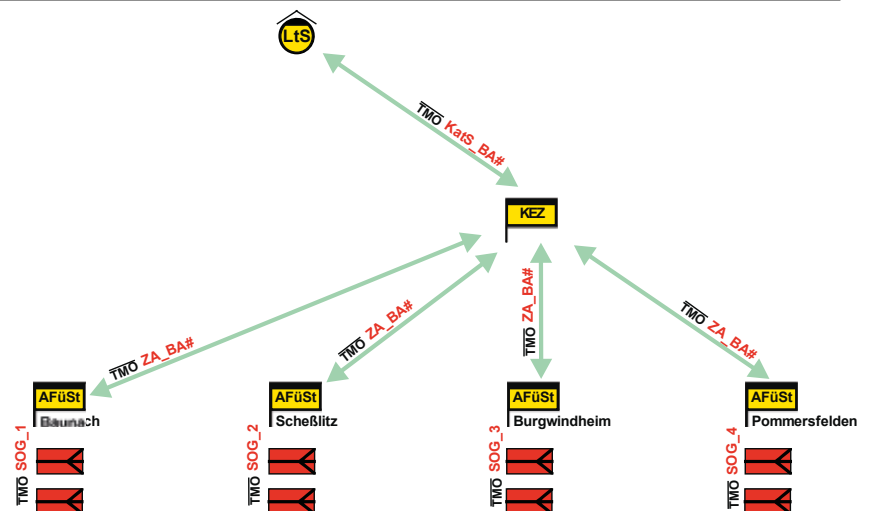 LtS
TMO KatS_BA#
KEZ
TMO ZA_BA#
TMO ZA_BA#
TMO ZA_BA#
TMO ZA_BA#
AFüSt
Baunach
AFüSt
Scheßlitz
AFüSt
Burgwindheim
AFüSt
Pommersfelden
TMO SOG_1
TMO SOG_2
TMO SOG_3
TMO SOG_4